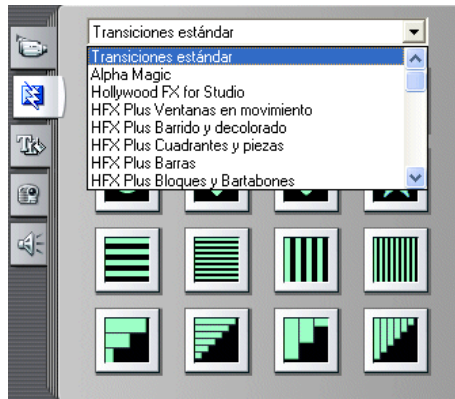 Transiciones estándar
Transiciones estándar
Alpha Magic
Hollywood FX for Studio
HFX Plus Ventanas en movimiento
HFX Plus Barrido y decolorado
HFX Plus Cuadrantes y piezas
HFX Plus Barras
HFX Plus Bloques y Bartabones